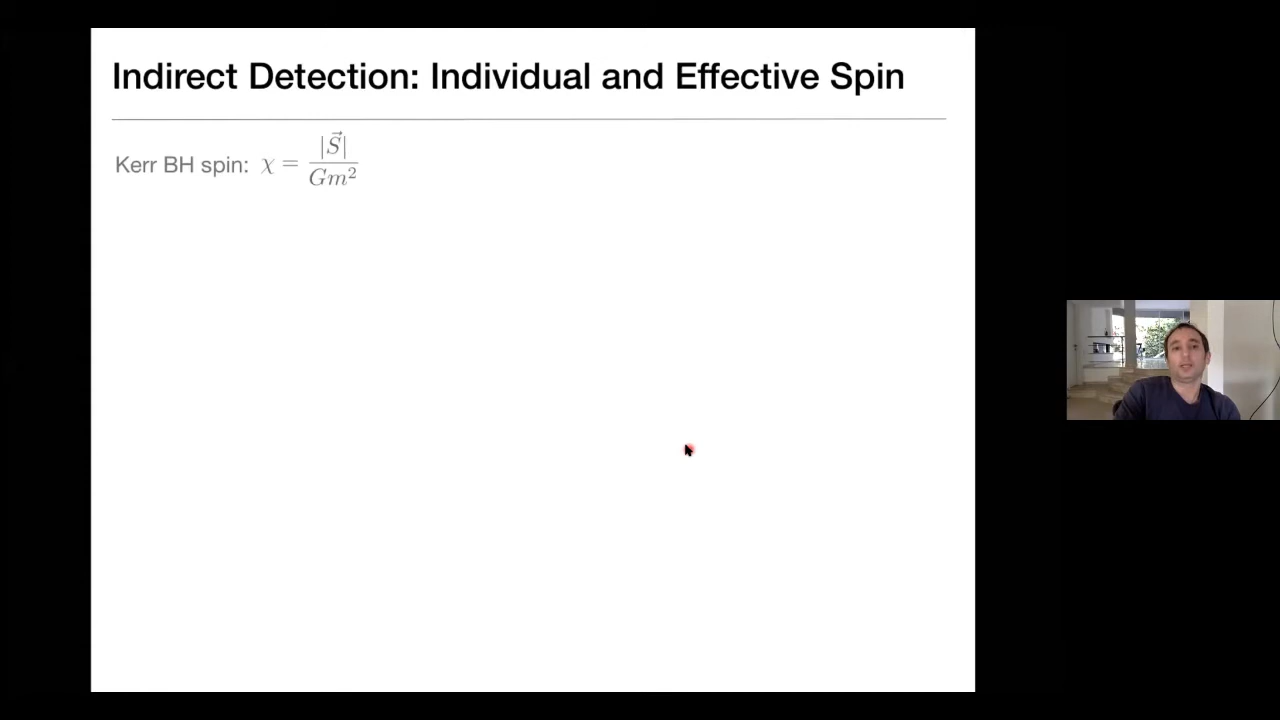 Indirect Detection: Individual and Effective Spin
Kerr BH spin: χ = |S⃗| / Gm²